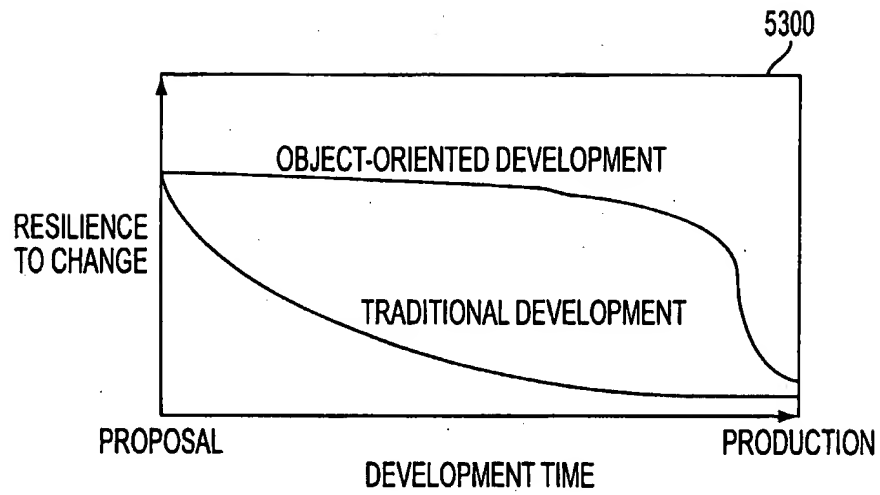 5300
OBJECT-ORIENTED DEVELOPMENT
RESILIENCE
TO CHANGE
TRADITIONAL DEVELOPMENT
PROPOSAL
PRODUCTION
DEVELOPMENT TIME